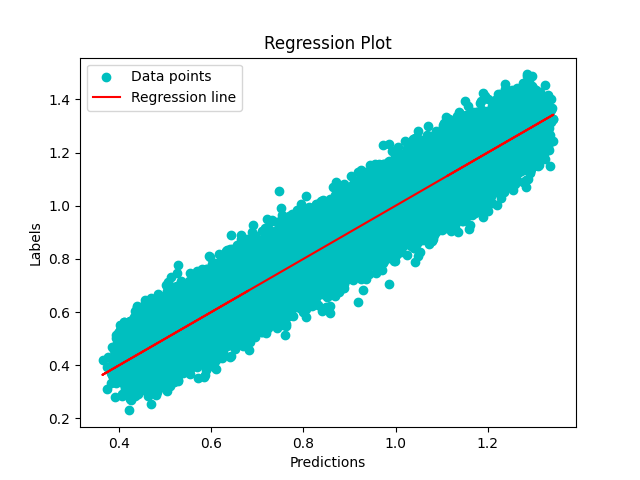 Regression Plot
Data points
Regression line
Labels
1.4
1.2
1.0
0.8
0.6
0.4
0.2
0.4 0.6 0.8 1.0 1.2
Predictions